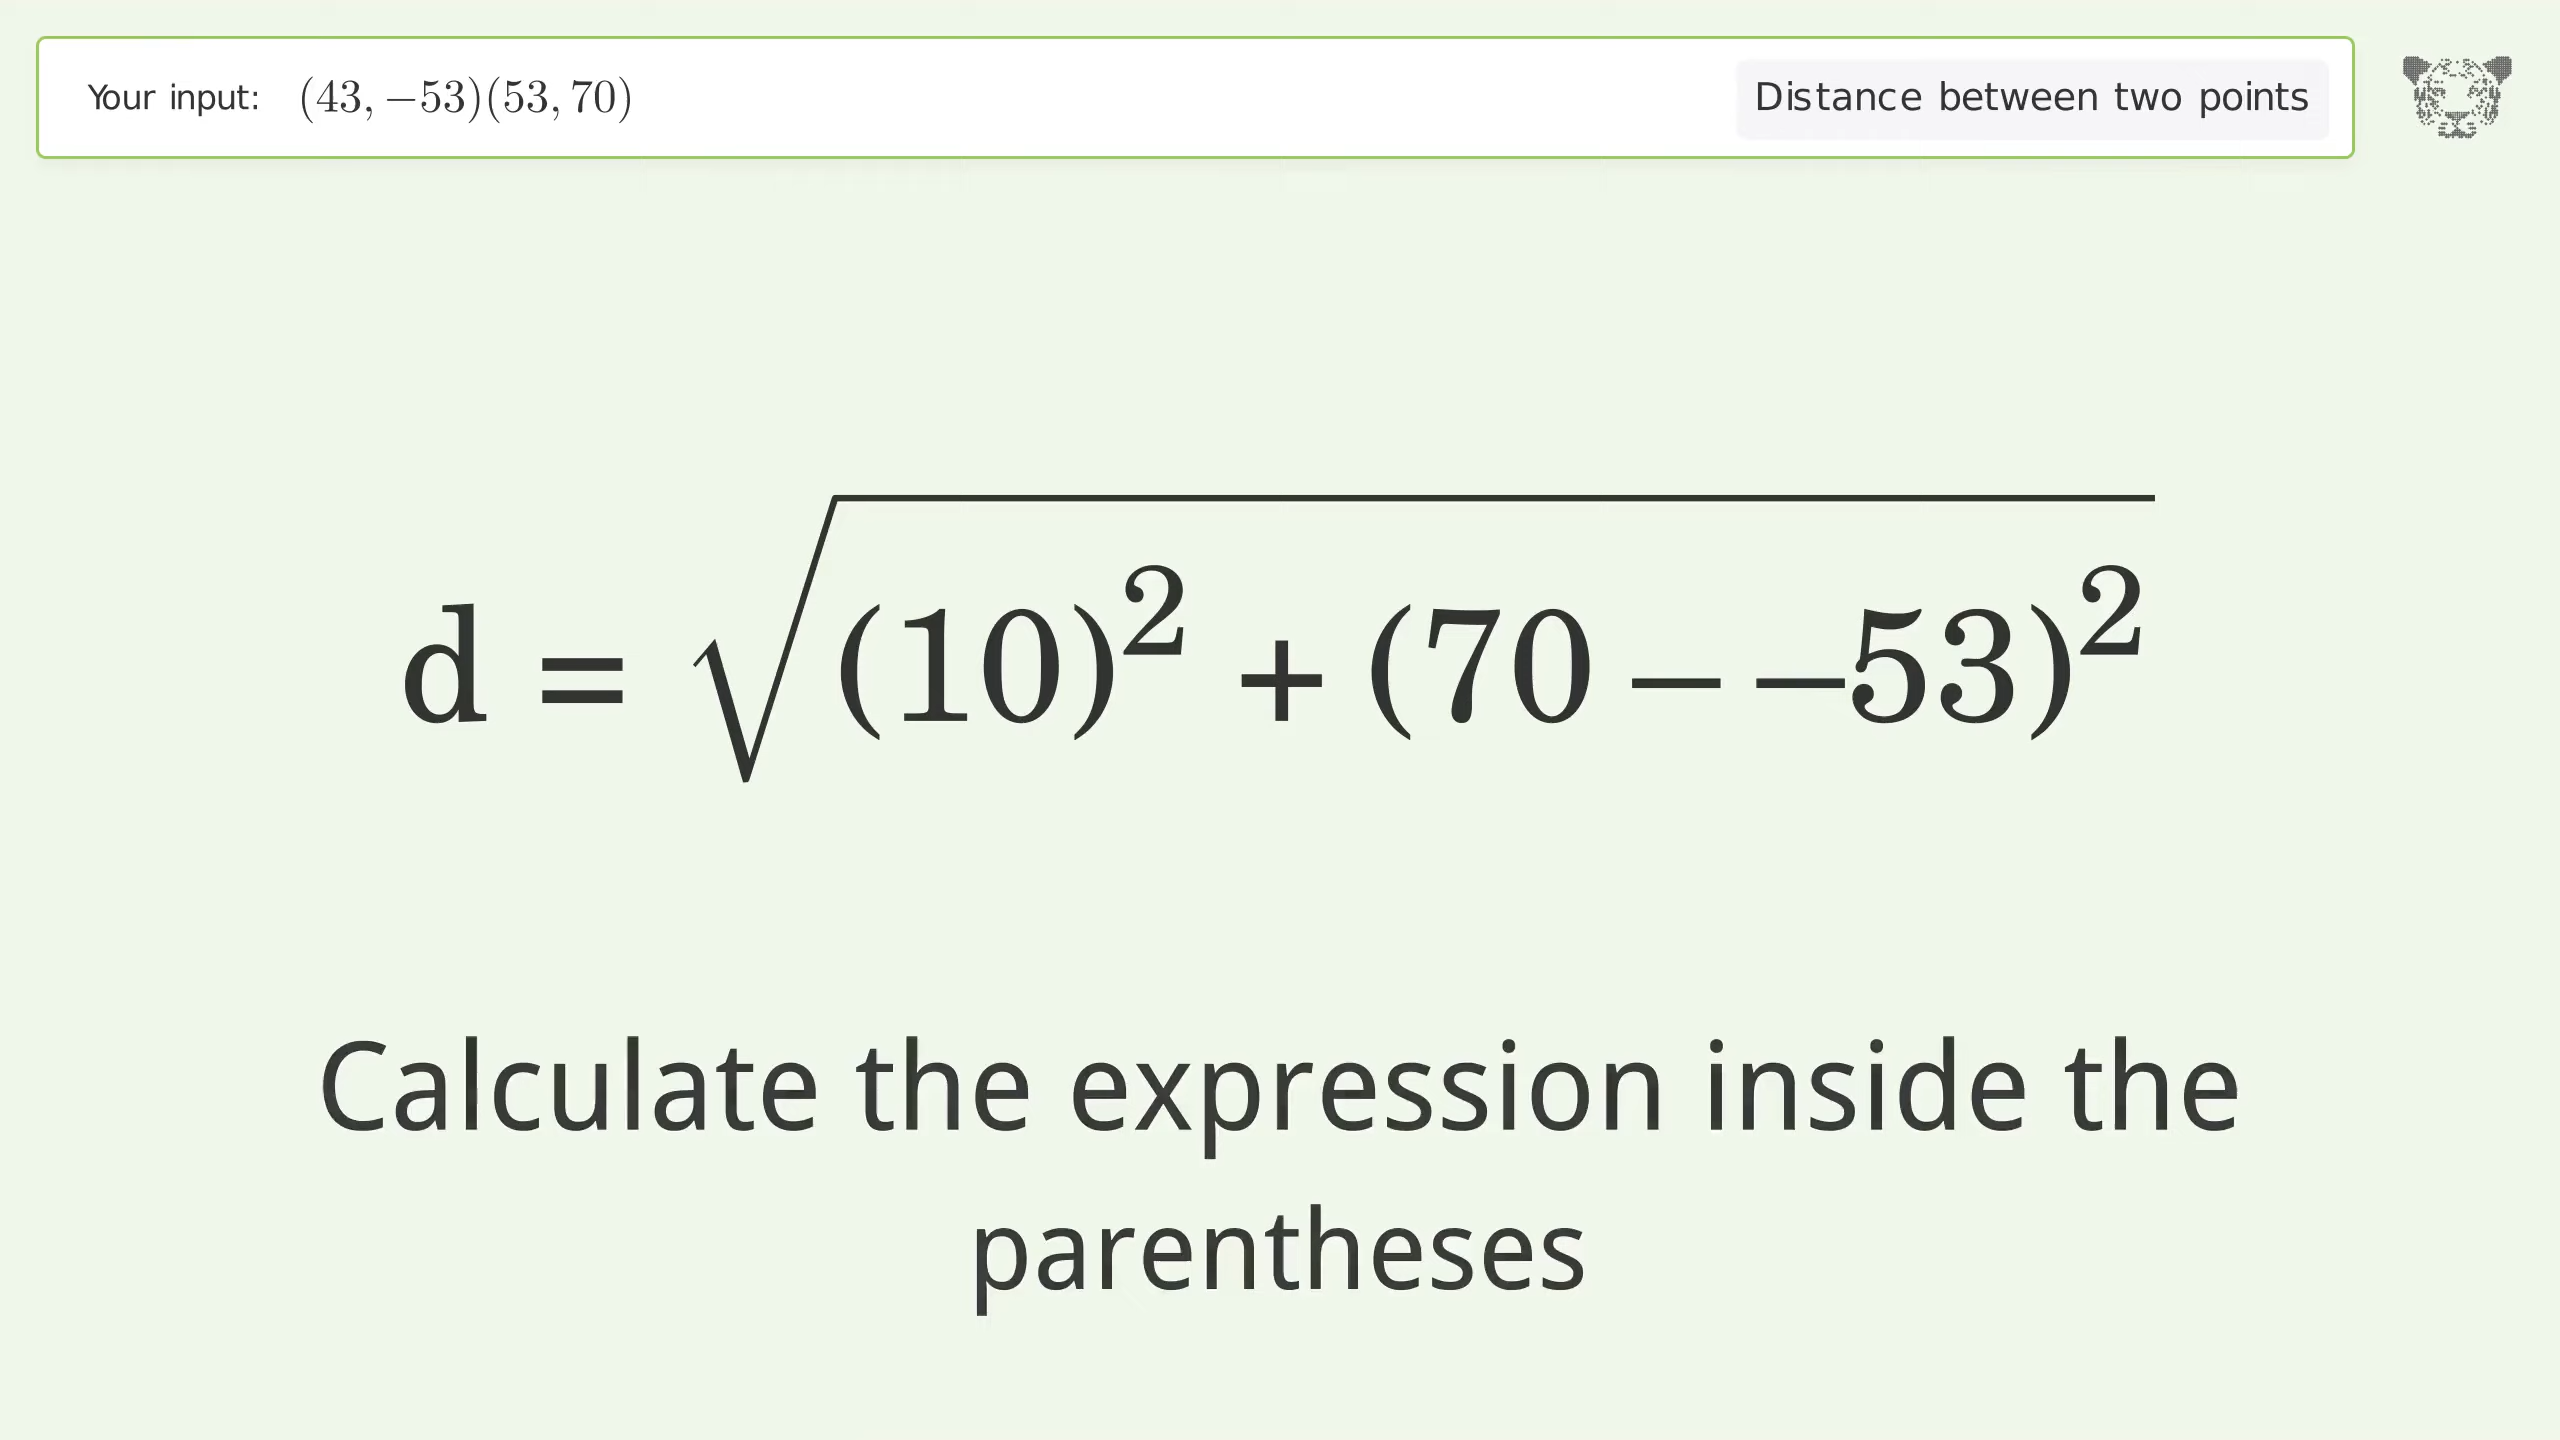 Your input: (43, −53)(53, 70)
Distance between two points
d = √(10)² + (70 − −53)²
Calculate the expression inside the
parentheses